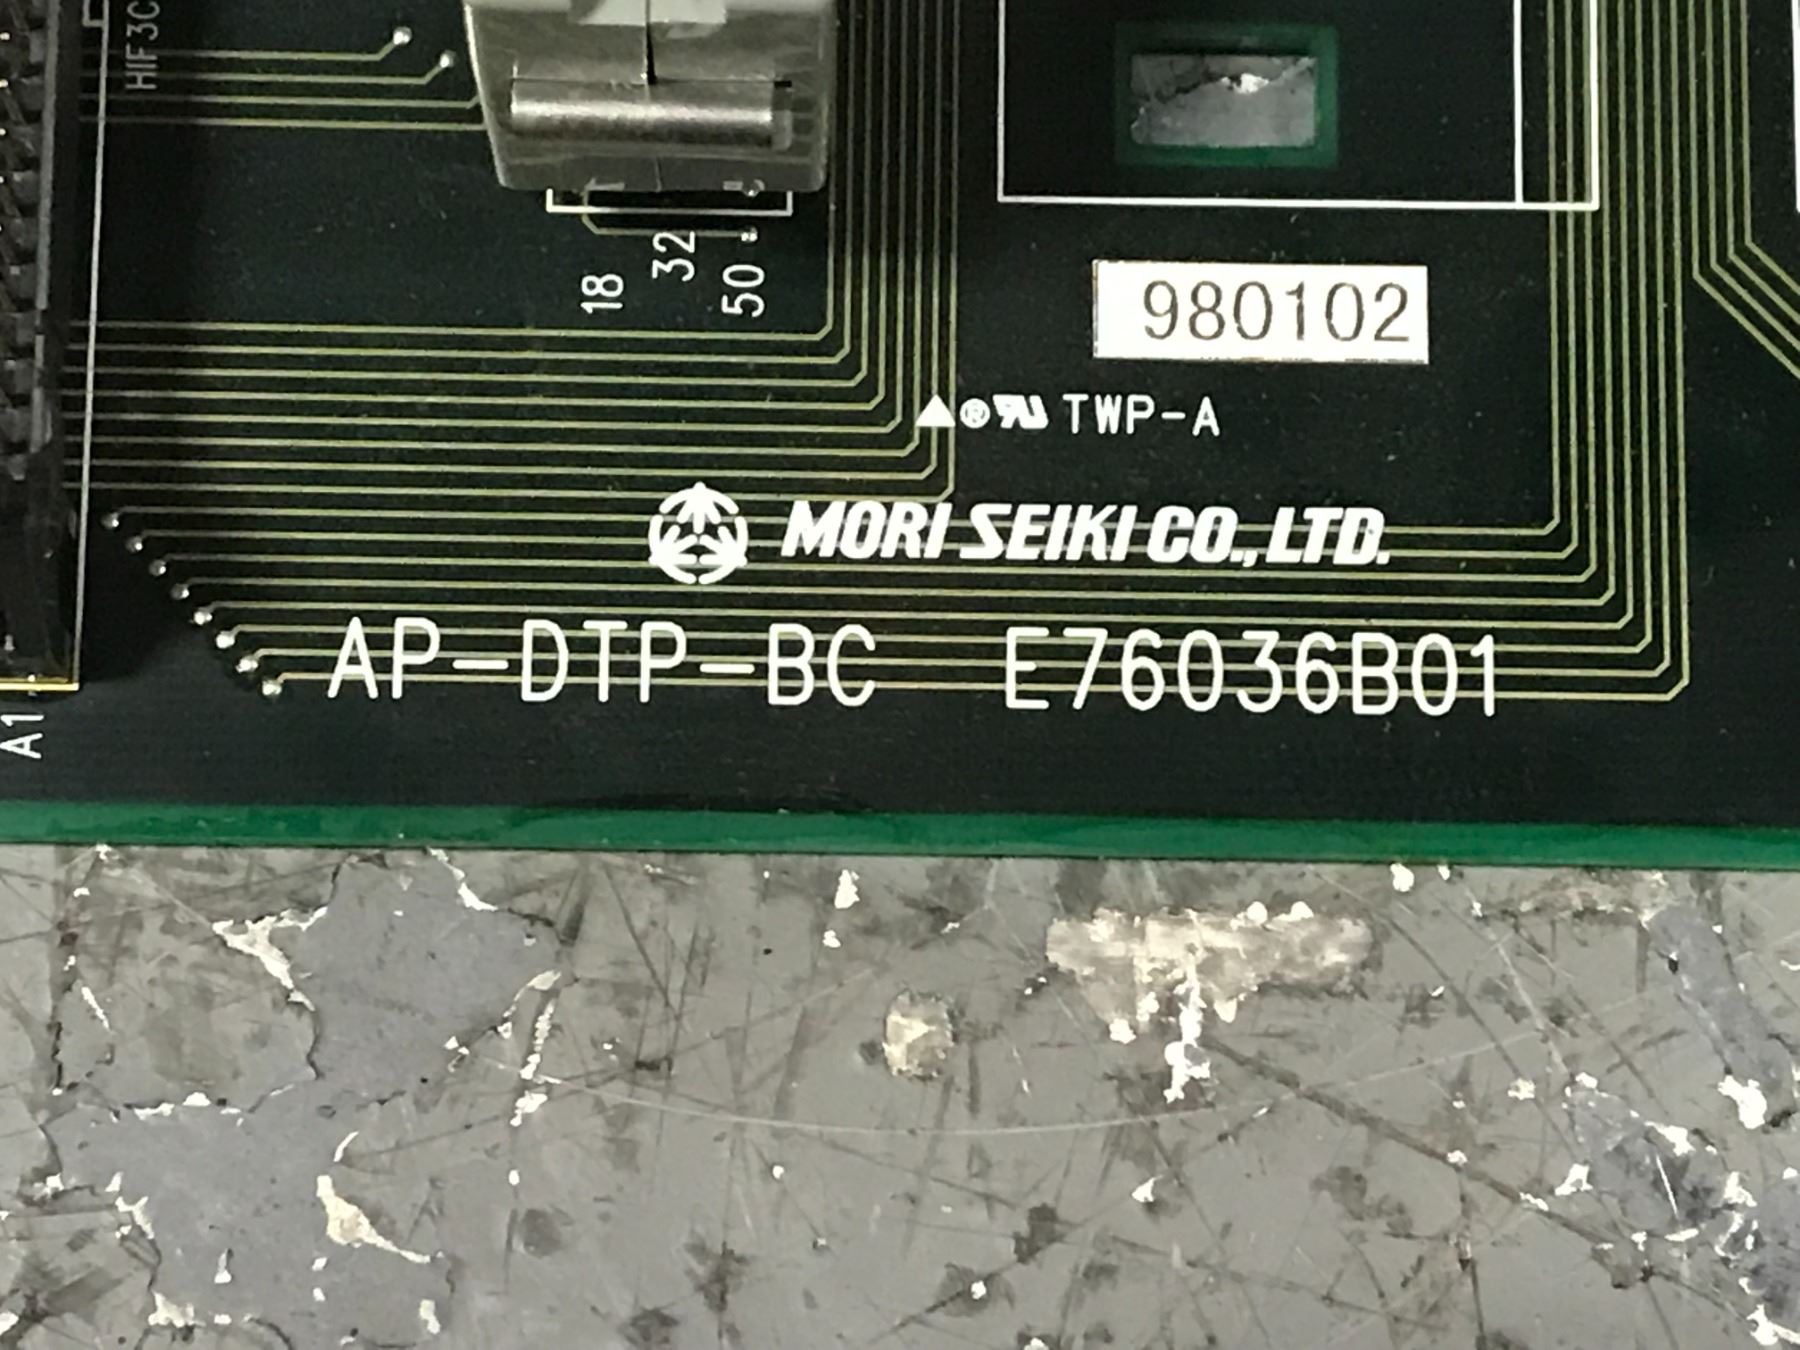 HIF3C
18
32
50
980102
® TWP-A
MORI SEIKI CO., LTD.
AP-DTP-BC E76036B01
A1